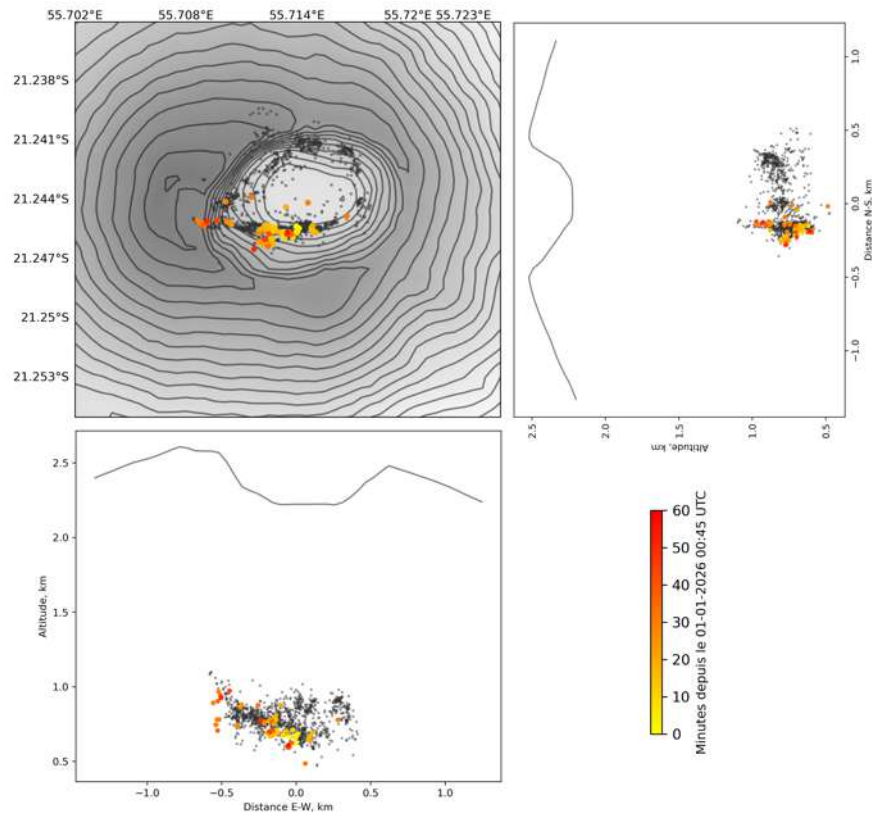 55.702°E 55.708°E 55.714°E 55.72°E 55.723°E
21.238°S
21.241°S
21.244°S
21.247°S
21.25°S
21.253°S
1.0
0.5
0.0
−0.5
−1.0
Distance N-S, km
2.5 2.0 1.5 1.0 0.5
Altitude, km
2.5
2.0
1.5
1.0
0.5
Altitude, km
−1.0 −0.5 0.0 0.5 1.0
Distance E-W, km
60
50
40
30
20
10
0
Minutes depuis le 01-01-2026 00:45 UTC